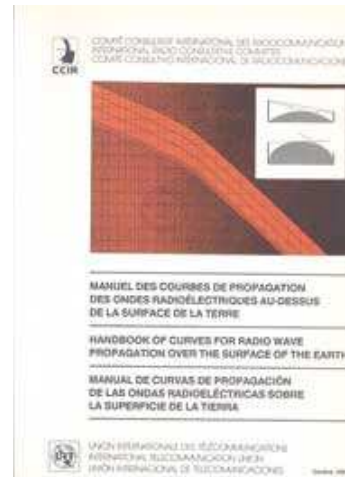 COMITÉ CONSULTATIF INTERNATIONAL DES RADIOCOMMUNICATION
INTERNATIONAL RADIO CONSULTATIVE COMMITTEE
COMITÉ CONSULTIVO INTERNACIONAL DE RADIOCOMUNICACIONE
CCIR
MANUEL DES COURBES DE PROPAGATION
DES ONDES RADIOÉLECTRIQUES AU-DESSUS
DE LA SURFACE DE LA TERRE
HANDBOOK OF CURVES FOR RADIO WAVE
PROPAGATION OVER THE SURFACE OF THE EARTH
MANUAL DE CURVAS DE PROPAGACIÓN
DE LAS ONDAS RADIOELÉCTRICAS SOBRE
LA SUPERFICIE DE LA TIERRA
UNION INTERNATIONALE DES TÉLÉCOMMUNICATIONS
INTERNATIONAL TELECOMMUNICATION UNION
UNIÓN INTERNACIONAL DE TELECOMUNICACIONES